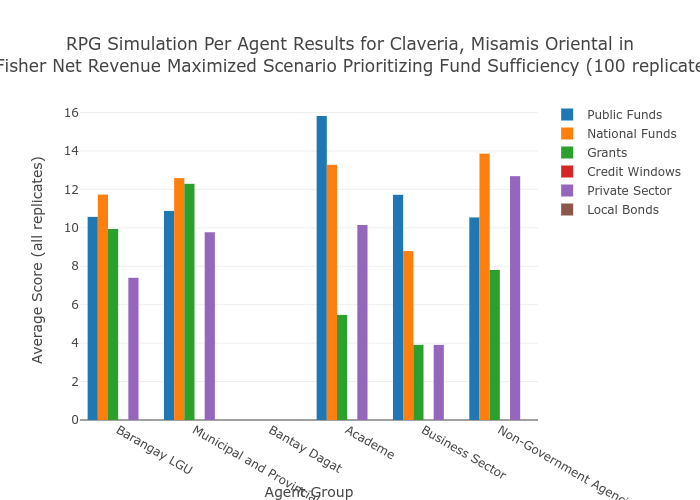 RPG Simulation Per Agent Results for Claveria, Misamis Oriental in
Fisher Net Revenue Maximized Scenario Prioritizing Fund Sufficiency (100 replicate
16
14
12
10
8
6
4
2
0
Average Score (all replicates)
Public Funds
National Funds
Grants
Credit Windows
Private Sector
Local Bonds
Barangay LGU
Municipal and
Bantay Dagat
Academe
Business Sector
Non-Government
Agent Group